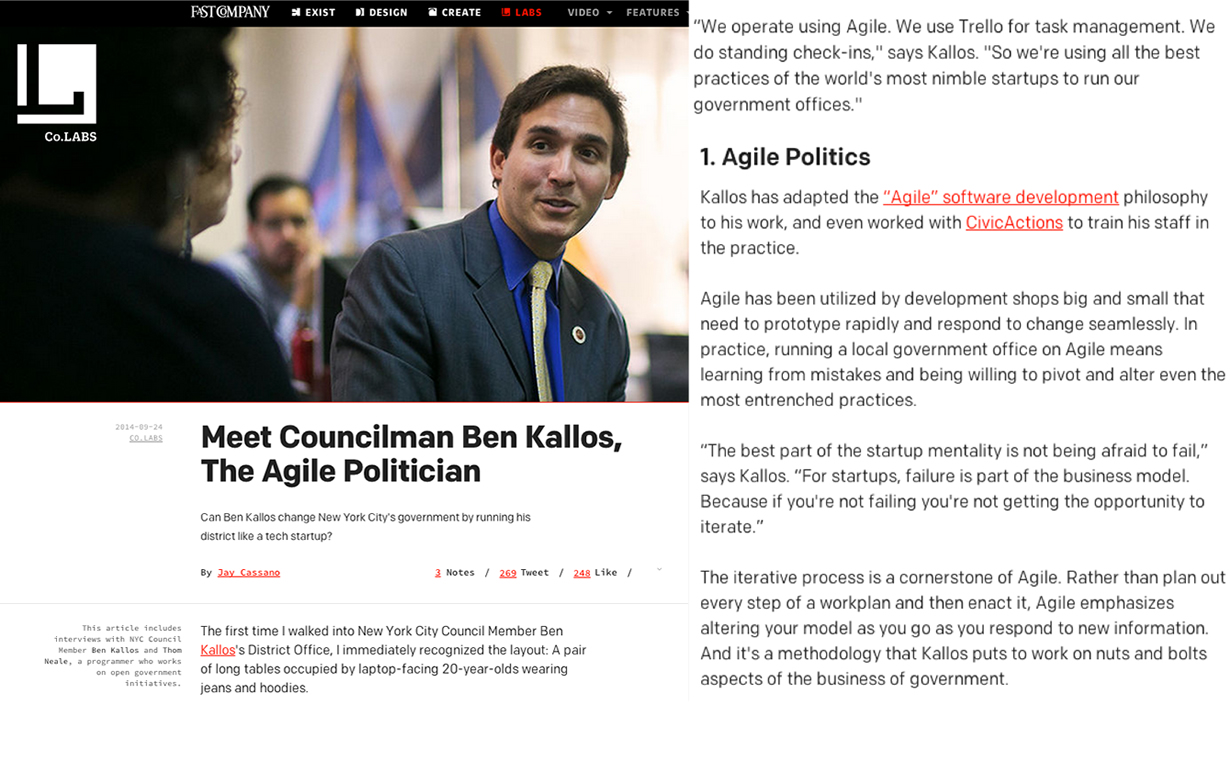 FAST COMPANY EXIST DESIGN CREATE LABS VIDEO FEATURES
Co.LABS
2014-09-24
CO.LABS
Meet Councilman Ben Kallos,
The Agile Politician
Can Ben Kallos change New York City's government by running his
district like a tech startup?
By Jay Cassano 3 Notes / 269 Tweet / 248 Like /
This article includes
interviews with NYC Council
Member Ben Kallos and Thom
Neale, a programmer who works
on open government
initiatives.
The first time I walked into New York City Council Member Ben
Kallos's District Office, I immediately recognized the layout: A pair
of long tables occupied by laptop-facing 20-year-olds wearing
jeans and hoodies.
“We operate using Agile. We use Trello for task management. We
do standing check-ins," says Kallos. "So we're using all the best
practices of the world's most nimble startups to run our
government offices."
1. Agile Politics
Kallos has adapted the “Agile” software development philosophy
to his work, and even worked with CivicActions to train his staff in
the practice.
Agile has been utilized by development shops big and small that
need to prototype rapidly and respond to change seamlessly. In
practice, running a local government office on Agile means
learning from mistakes and being willing to pivot and alter even the
most entrenched practices.
“The best part of the startup mentality is not being afraid to fail,”
says Kallos. “For startups, failure is part of the business model.
Because if you're not failing you're not getting the opportunity to
iterate.”
The iterative process is a cornerstone of Agile. Rather than plan out
every step of a workplan and then enact it, Agile emphasizes
altering your model as you go as you respond to new information.
And it's a methodology that Kallos puts to work on nuts and bolts
aspects of the business of government.